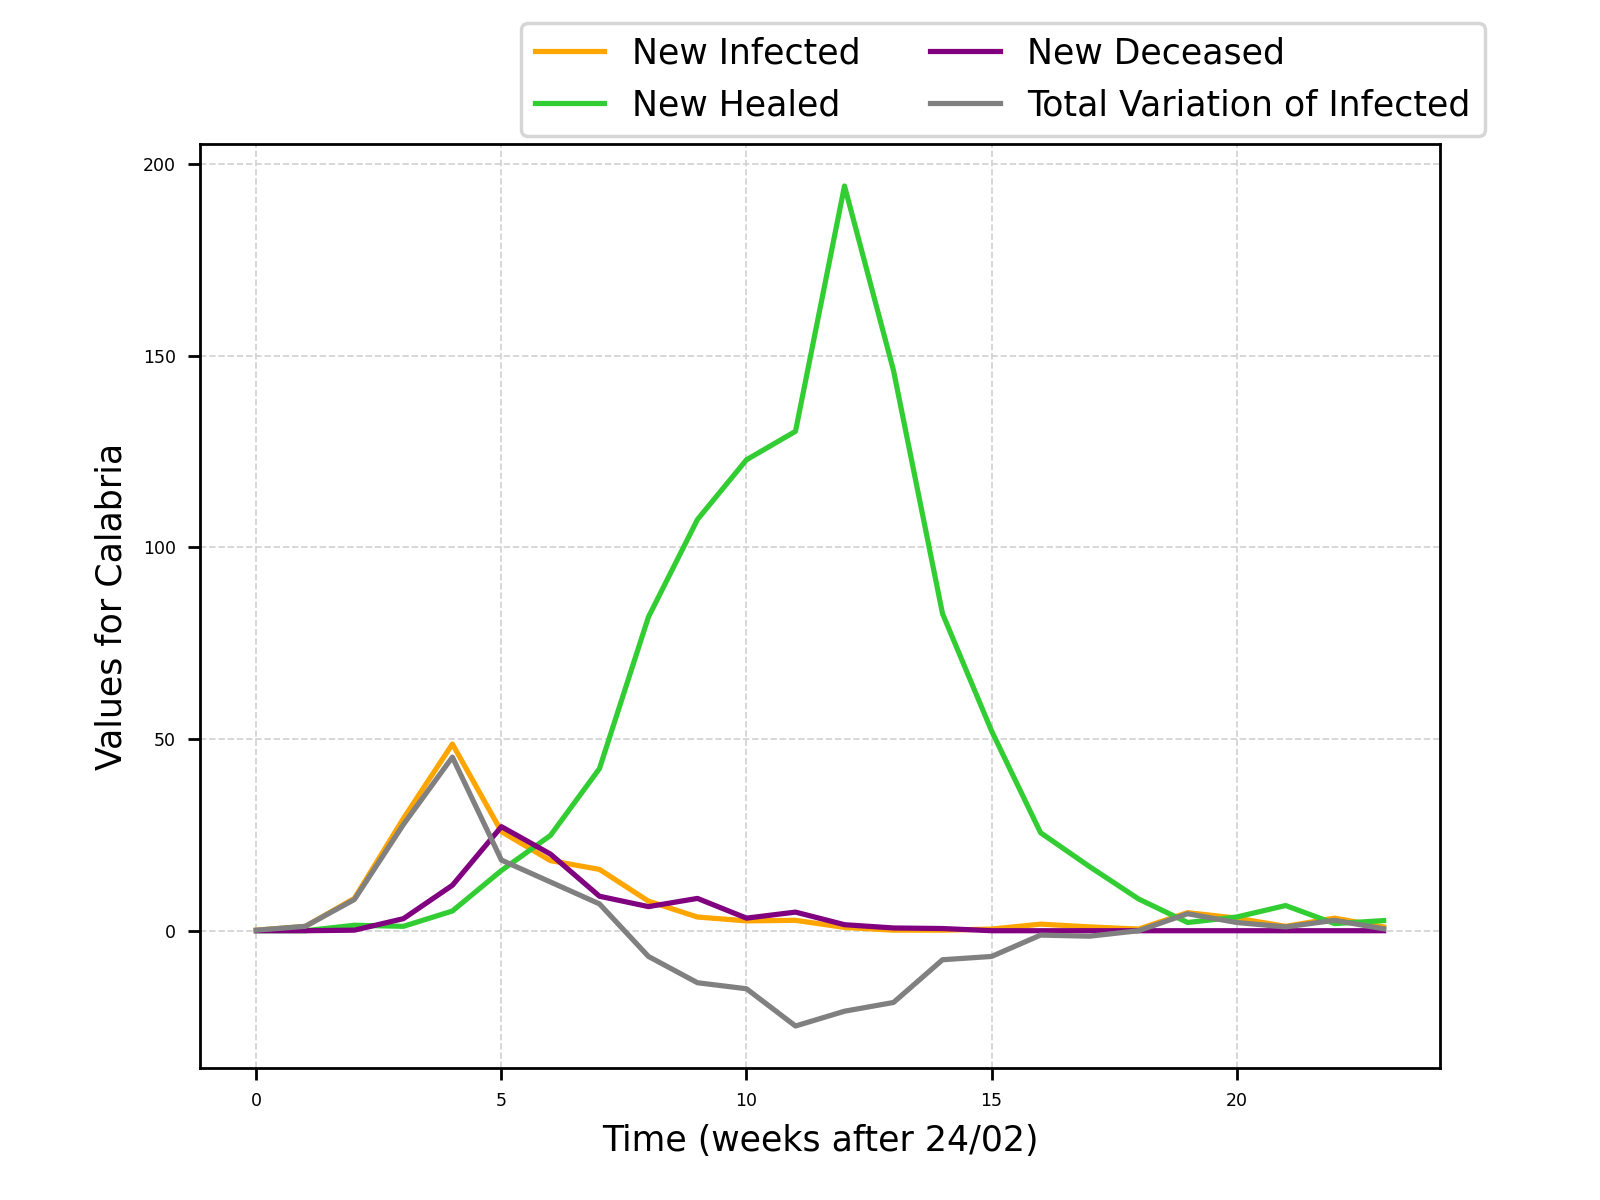 New Infected
New Healed
New Deceased
Total Variation of Infected
200
150
100
50
0
Values for Calabria
0 5 10 15 20
Time (weeks after 24/02)